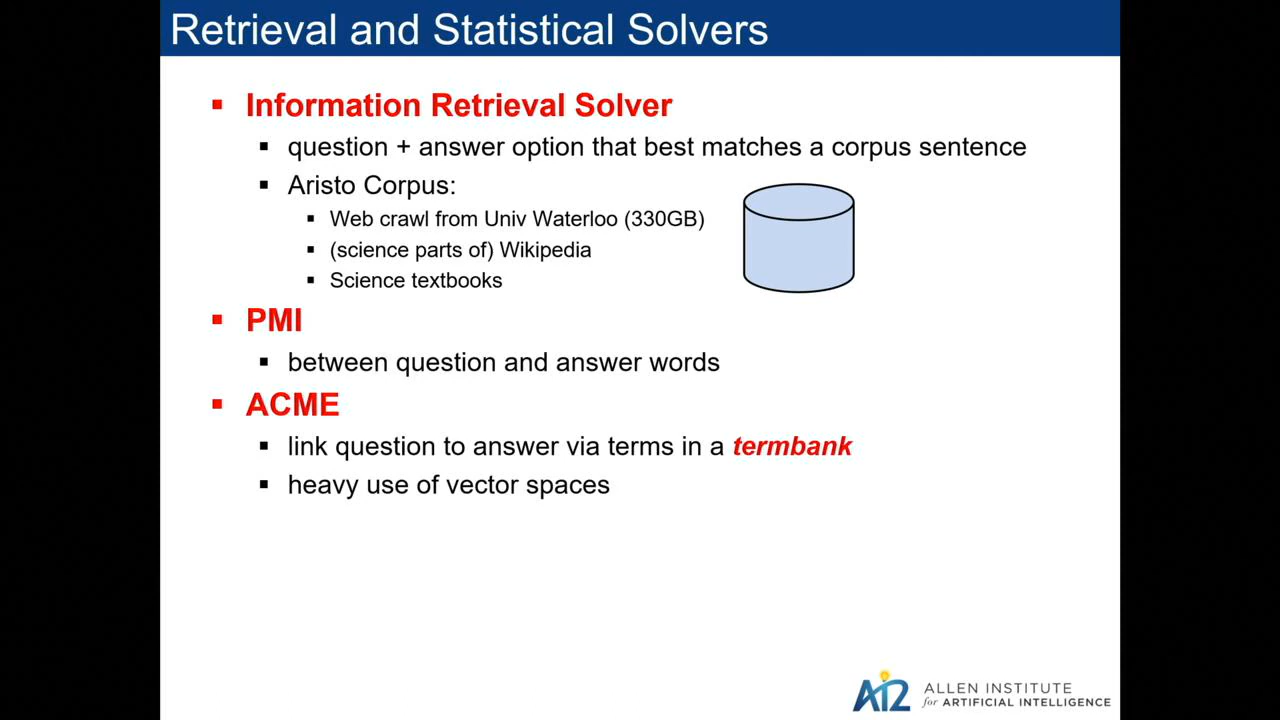 Retrieval and Statistical Solvers
Information Retrieval Solver
question + answer option that best matches a corpus sentence
Aristo Corpus:
Web crawl from Univ Waterloo (330GB)
(science parts of) Wikipedia
Science textbooks
PMI
between question and answer words
ACME
link question to answer via terms in a termbank
heavy use of vector spaces
AI2
ALLEN INSTITUTE
for ARTIFICIAL INTELLIGENCE